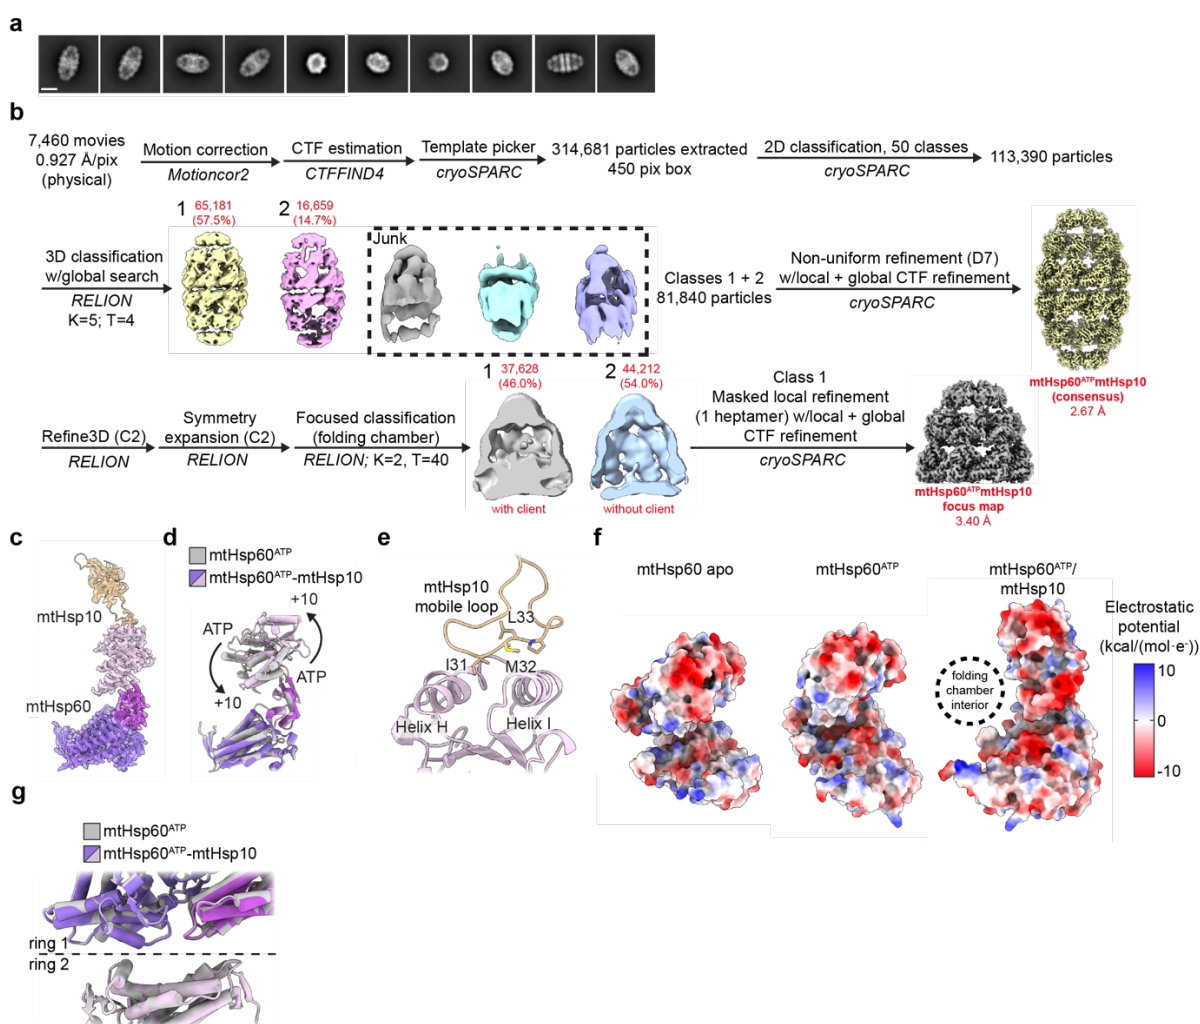 a
b
7,460 movies
0.927 Å/pix
(physical)
Motion correction
Motioncor2
CTF estimation
CTFFIND4
Template picker
cryoSPARC
314,681 particles extracted
450 pix box
2D classification, 50 classes
cryoSPARC
113,390 particles
3D classification
w/global search
RELION
K=5; T=4
1 65,181
(57.5%)
2 16,659
(14.7%)
Junk
Classes 1 + 2
81,840 particles
Non-uniform refinement (D7)
w/local + global CTF refinement
cryoSPARC
mtHsp60ATPmtHsp10
(consensus)
2.67 Å
Refine3D (C2)
RELION
Symmetry
expansion (C2)
RELION
Focused classification
(folding chamber)
RELION; K=2, T=40
1 37,628
(46.0%)
2 44,212
(54.0%)
with client
without client
Class 1
Masked local refinement
(1 heptamer) w/local + global
CTF refinement
cryoSPARC
mtHsp60ATPmtHsp10
focus map
3.40 Å
c
mtHsp10
mtHsp60
d
mtHsp60ATP
mtHsp60ATP-mtHsp10
+10
ATP
ATP
+10
e
mtHsp10
mobile loop
L33
I31
M32
Helix H
Helix I
f
mtHsp60 apo
mtHsp60ATP
mtHsp60ATP/
mtHsp10
folding
chamber
interior
Electrostatic
potential
(kcal/(mol·e-))
10
0
-10
g
mtHsp60ATP
mtHsp60ATP-mtHsp10
ring 1
ring 2